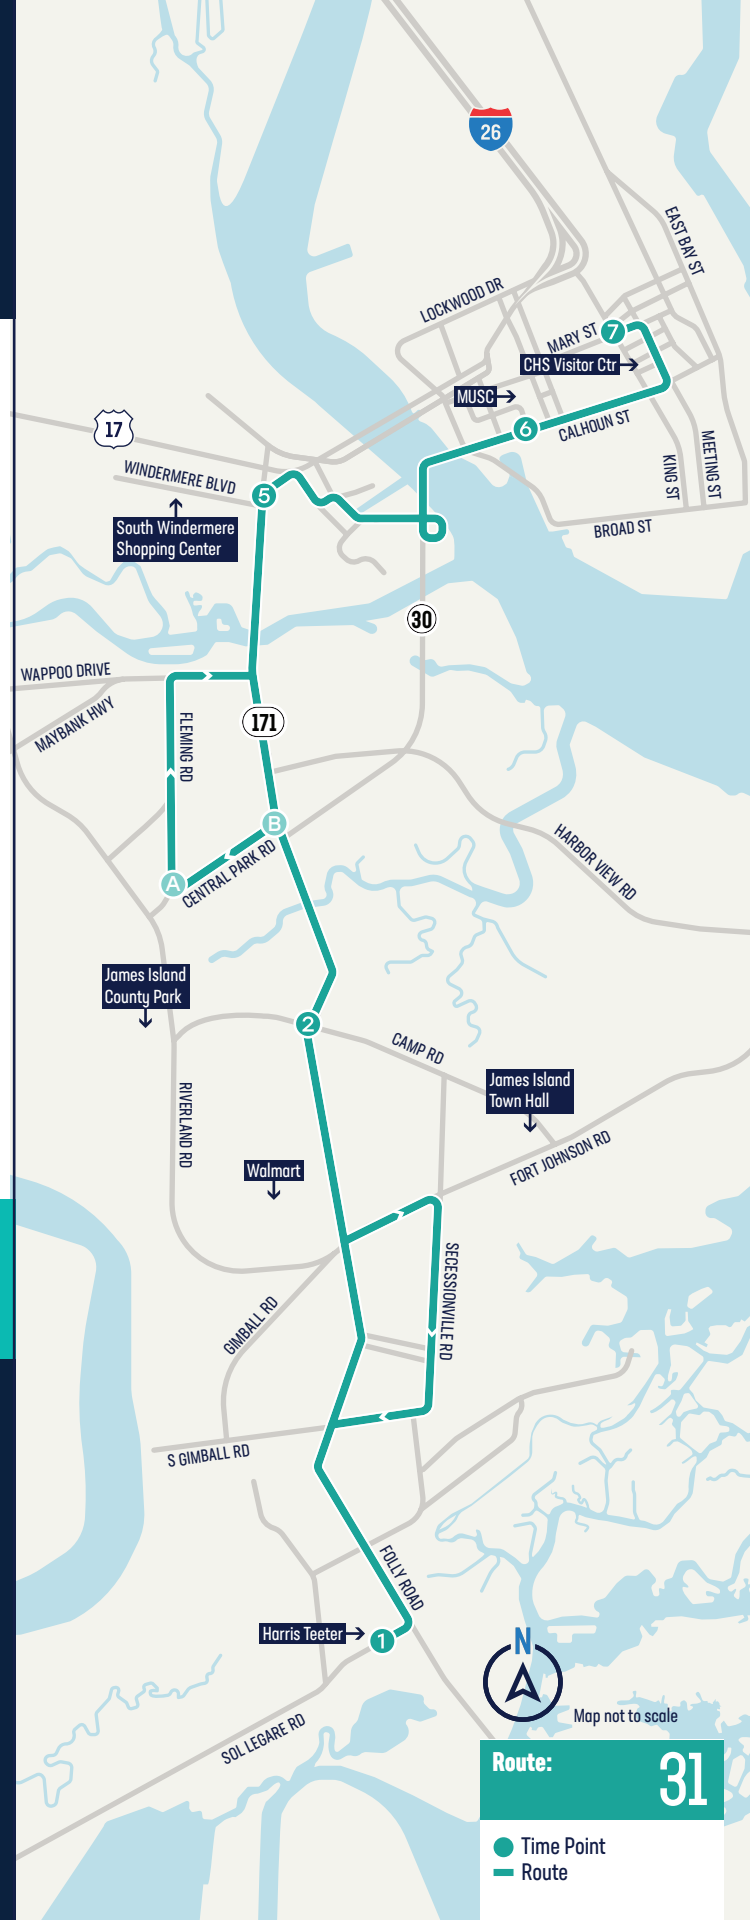 26
EAST BAY ST
LOCKWOOD DR
MARY ST
7
CHS Visitor Ctr
MUSC
17
6
CALHOUN ST
WINDERMERE BLVD
5
KING ST
MEETING ST
South Windermere
Shopping Center
BROAD ST
30
WAPPOO DRIVE
MAYBANK HWY
FLEMING RD
171
B
A
CENTRAL PARK RD
HARBOR VIEW RD
James Island
County Park
2
CAMP RD
James Island
Town Hall
RIVERLAND RD
FORT JOHNSON RD
Walmart
SECESSIONVILLE RD
GIMBALL RD
S GIMBALL RD
FOLLY ROAD
Harris Teeter
1
N
Map not to scale
SOL LEGARE RD
Route: 31
Time Point
Route